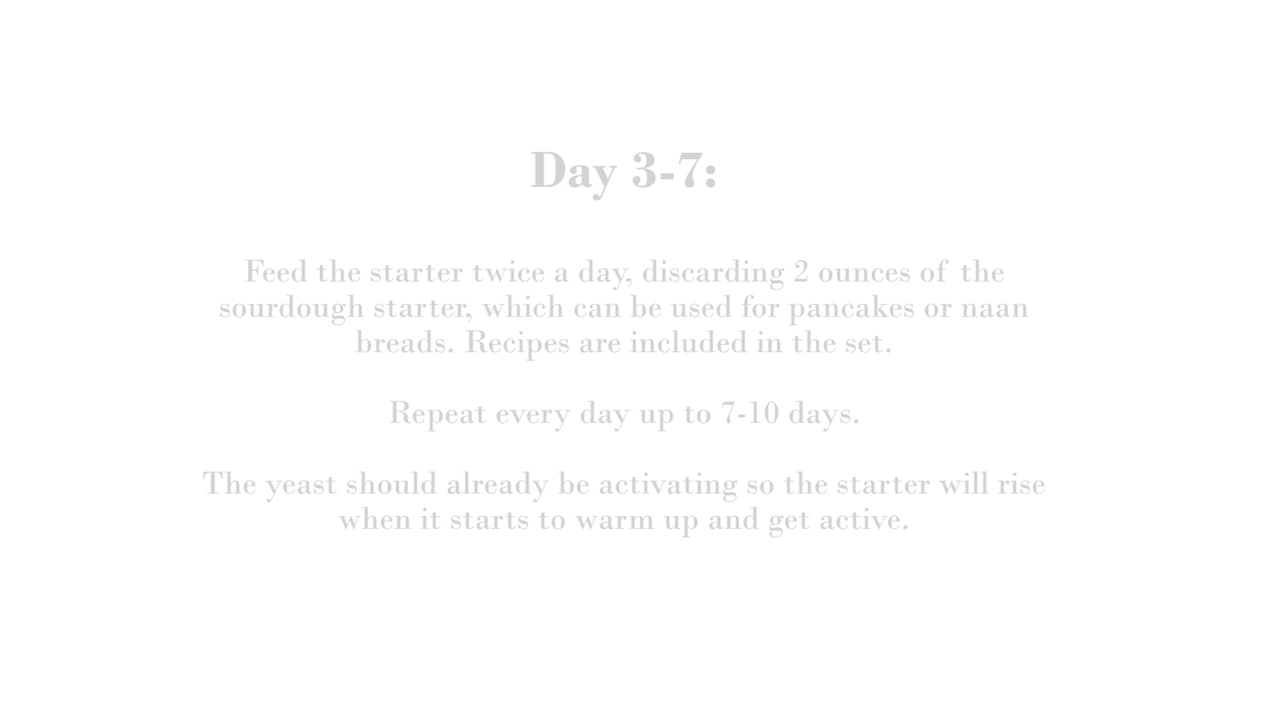 Day 3-7:
Feed the starter twice a day, discarding 2 ounces of the
sourdough starter, which can be used for pancakes or naan
breads. Recipes are included in the set.
Repeat every day up to 7-10 days.
The yeast should already be activating so the starter will rise
when it starts to warm up and get active.